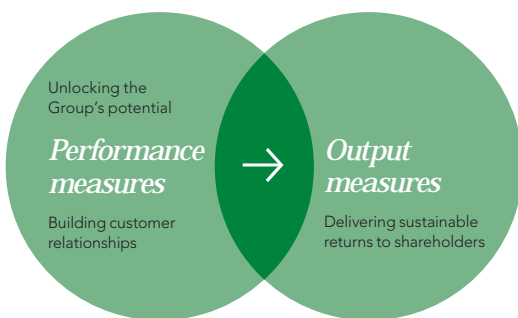 Unlocking the
Group's potential
Performance
measures
Building customer
relationships
Output
measures
Delivering sustainable
returns to shareholders